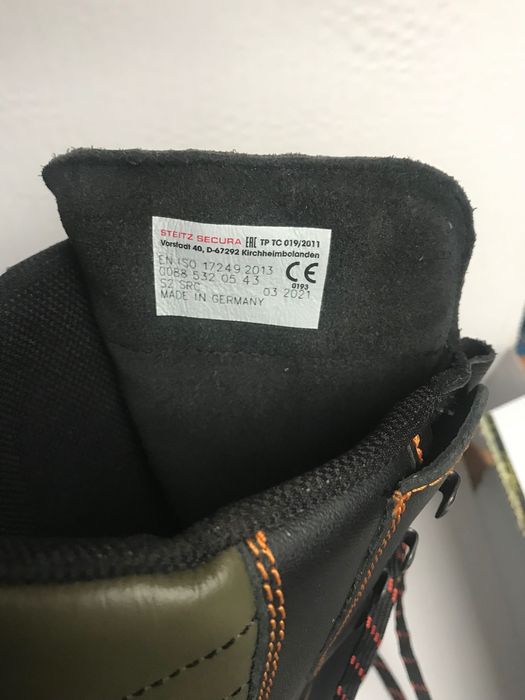 STEITZ SECURA EAC TP TC 019/2011
Vorstadt 40, D-67292 Kirchheimbolanden
EN ISO 17249 2013 CE
0088 532 05 43 0193
S2 SRC 03 2021
MADE IN GERMANY